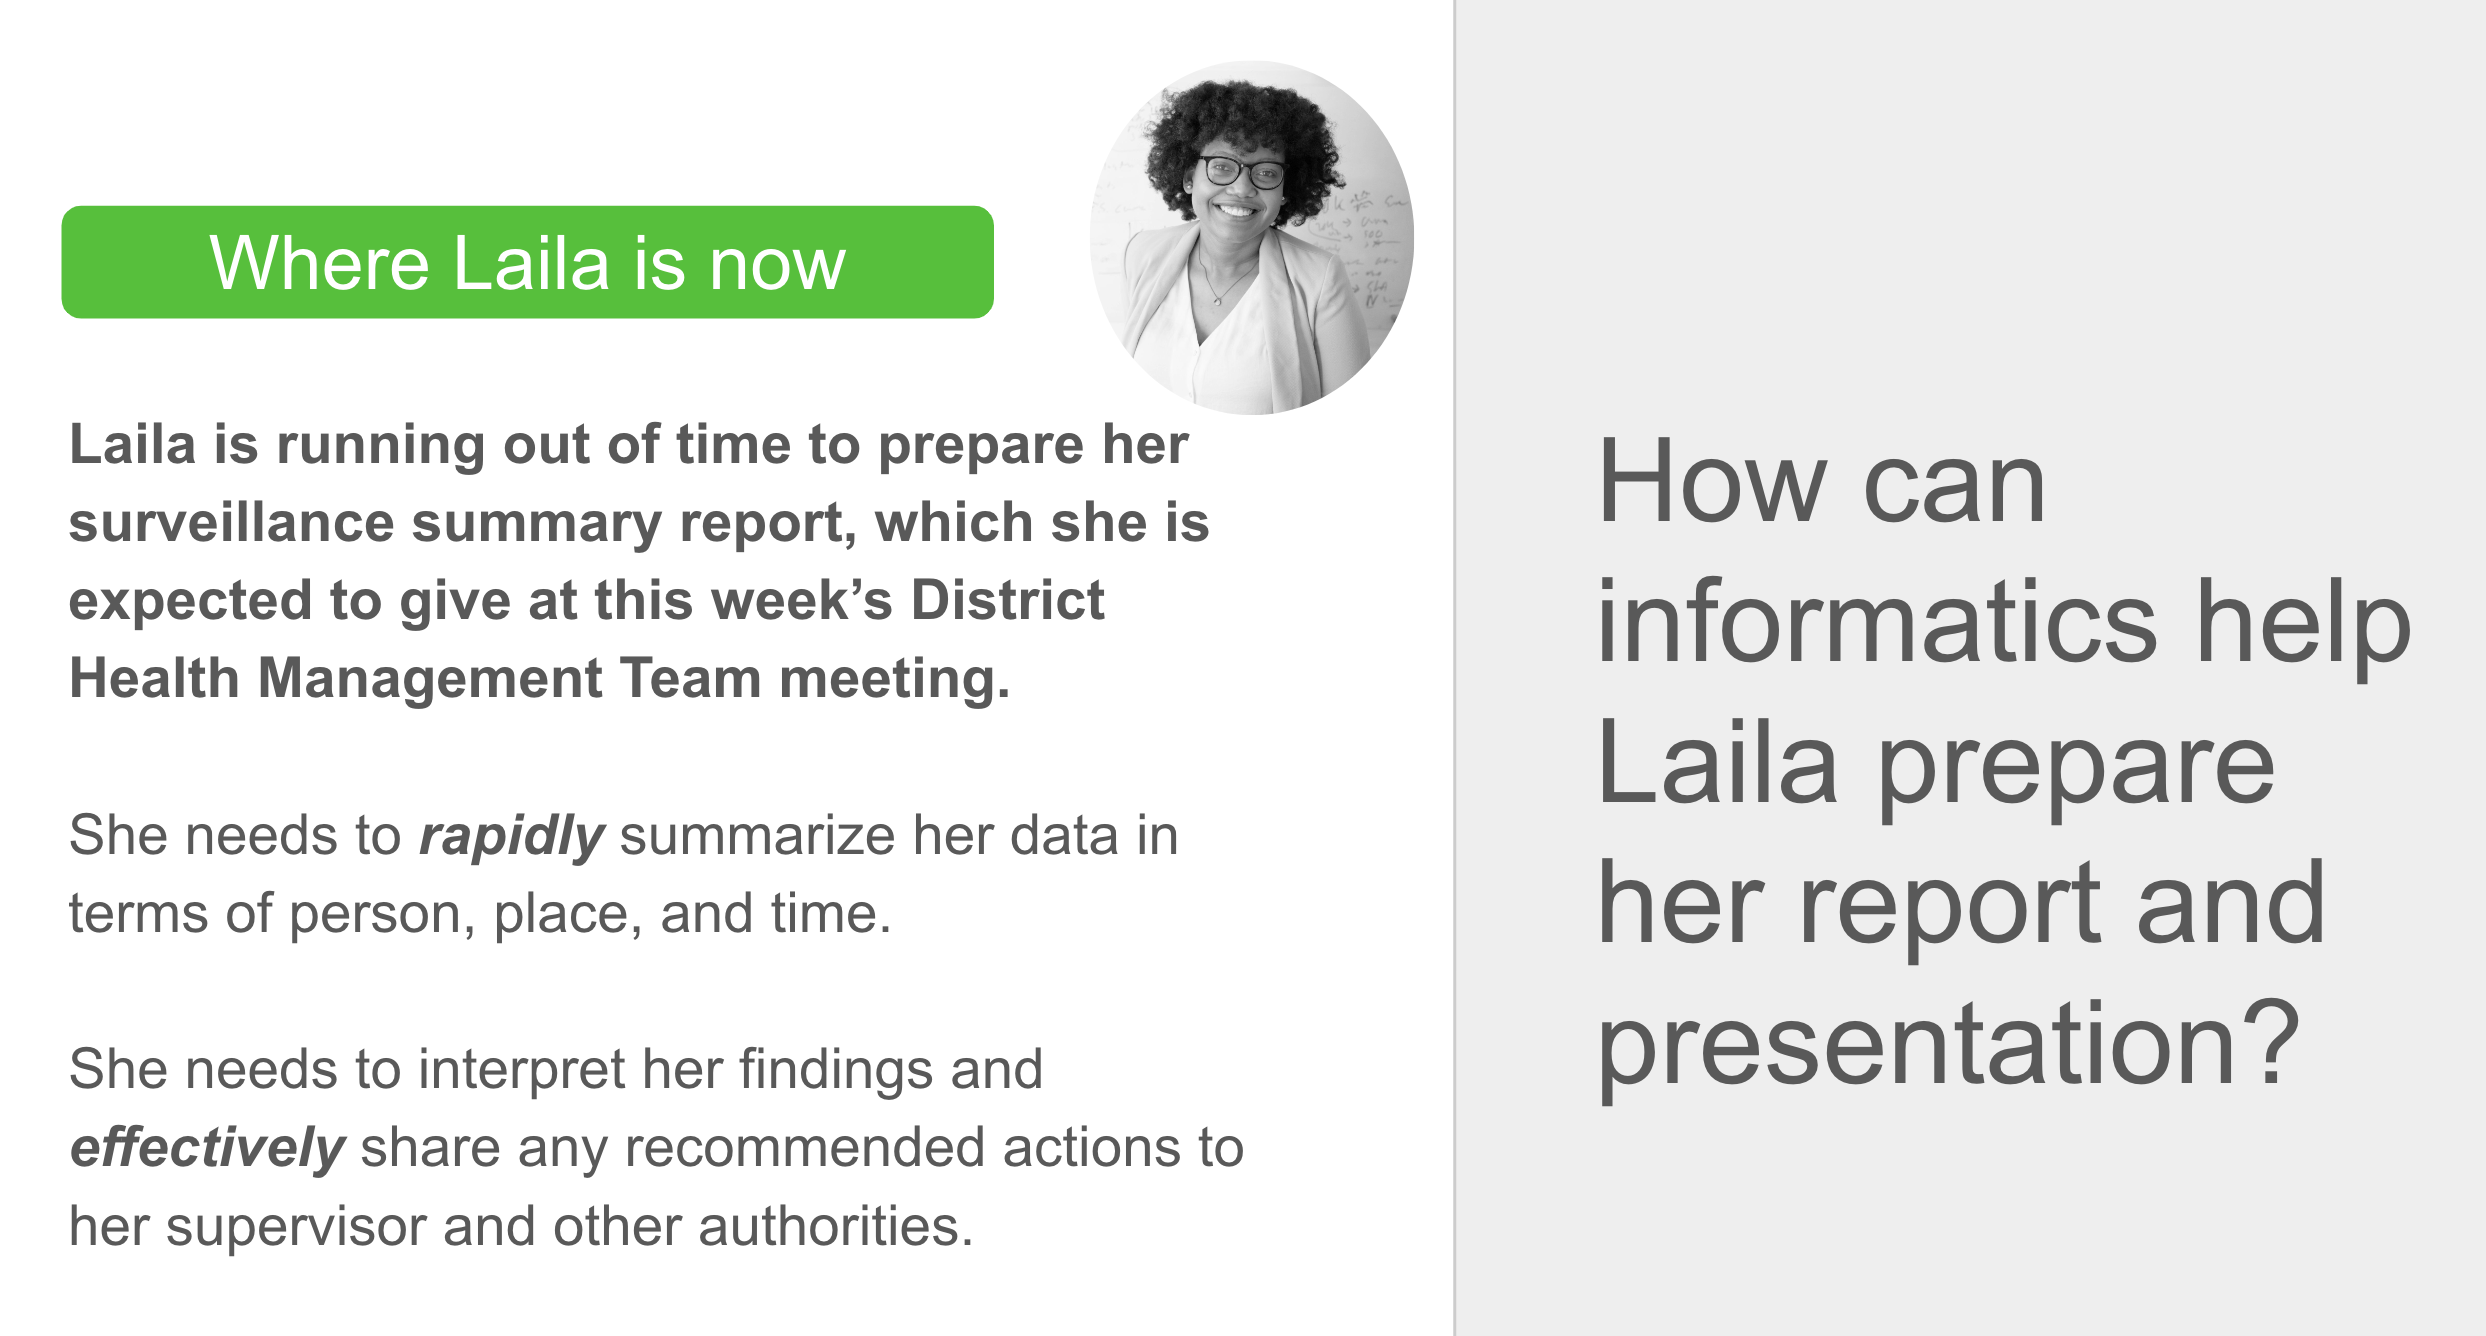 Where Laila is now
Laila is running out of time to prepare her
surveillance summary report, which she is
expected to give at this week’s District
Health Management Team meeting.
She needs to rapidly summarize her data in
terms of person, place, and time.
She needs to interpret her findings and
effectively share any recommended actions to
her supervisor and other authorities.
How can
informatics help
Laila prepare
her report and
presentation?